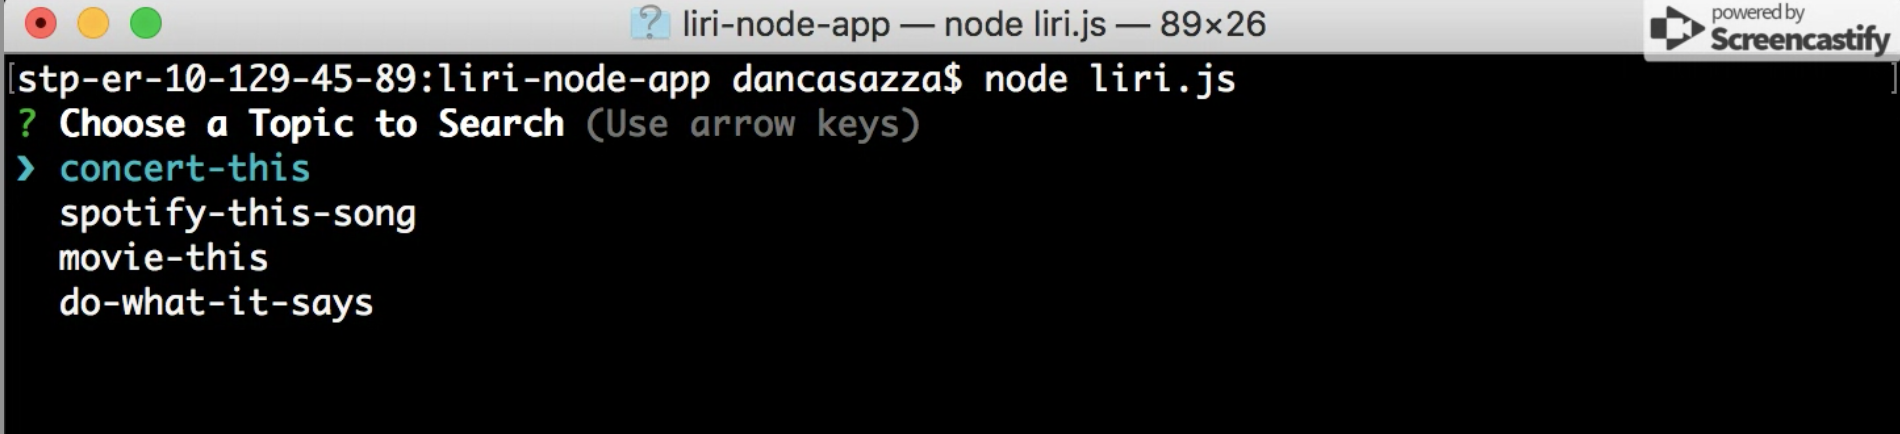 liri-node-app — node liri.js — 89×26
powered by
Screencastify
[stp-er-10-129-45-89:liri-node-app dancasazza$ node liri.js ]
? Choose a Topic to Search (Use arrow keys)
❯ concert-this
spotify-this-song
movie-this
do-what-it-says